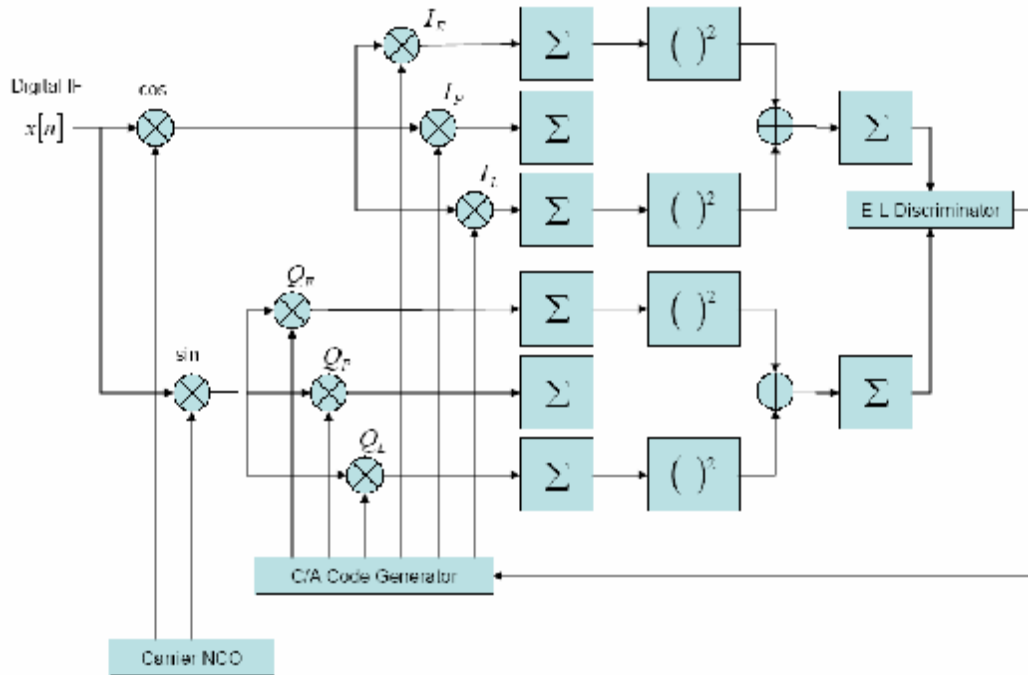 Digital IF
x[n]
cos
I_E
I_P
I_L
Σ
( )²
Σ
Σ
( )²
Σ
E L Discriminator
sin
Q_E
Q_P
Q_L
Σ
( )²
Σ
Σ
( )²
Σ
C/A Code Generator
Carrier NCO